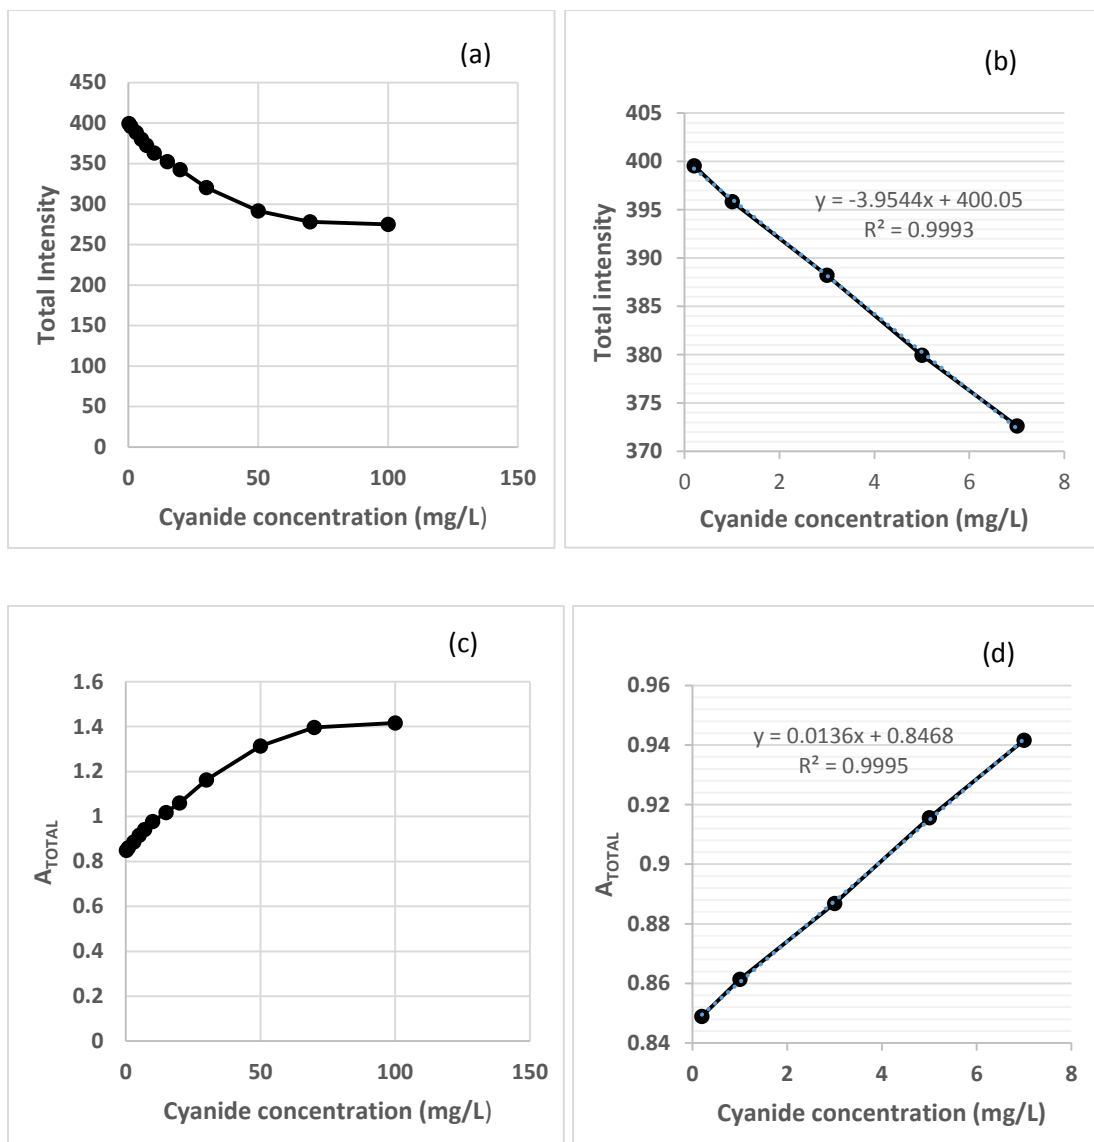 (a)
450
400
350
300
250
200
150
100
50
0
Total Intensity
0 50 100 150
Cyanide concentration (mg/L)
(b)
405
400
395
390
385
380
375
370
Total intensity
y = -3.9544x + 400.05
R² = 0.9993
0 2 4 6 8
Cyanide concentration (mg/L)
(c)
1.6
1.4
1.2
1
0.8
0.6
0.4
0.2
0
A_TOTAL
0 50 100 150
Cyanide concentration (mg/L)
(d)
0.96
0.94
0.92
0.9
0.88
0.86
0.84
A_TOTAL
y = 0.0136x + 0.8468
R² = 0.9995
0 2 4 6 8
Cyanide concentration (mg/L)